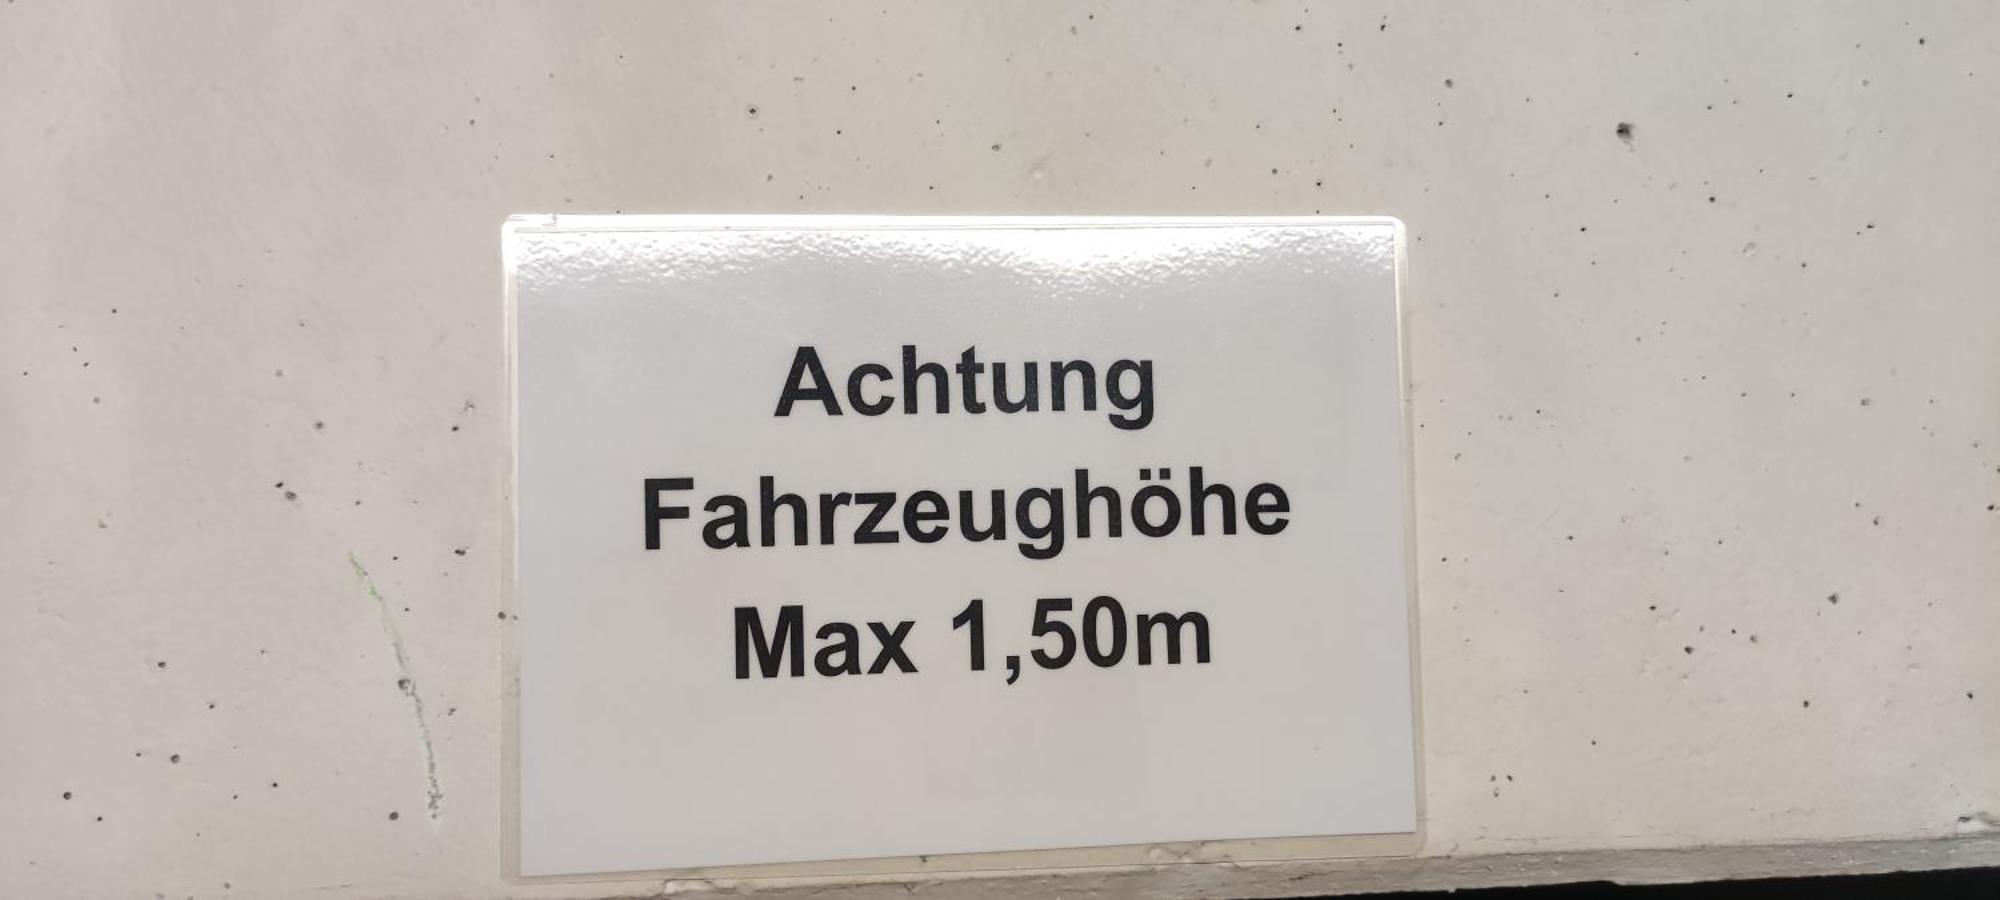 Achtung
Fahrzeughöhe
Max 1,50m